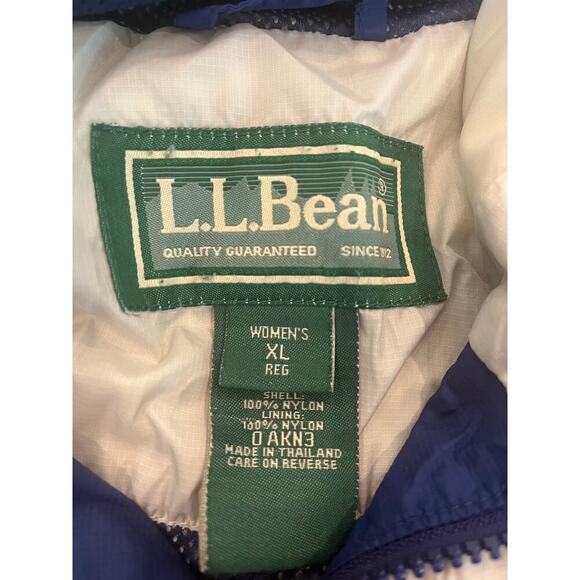 L.L.Bean®
QUALITY GUARANTEED SINCE 1912
WOMEN'S
XL
REG
SHELL:
100% NYLON
LINING:
100% NYLON
0 AKN3
MADE IN THAILAND
CARE ON REVERSE